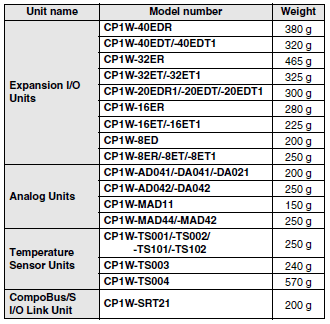 Unit name Model number Weight
Expansion I/O Units
CP1W-40EDR 380 g
CP1W-40EDT/-40EDT1 320 g
CP1W-32ER 465 g
CP1W-32ET/-32ET1 325 g
CP1W-20EDR1/-20EDT/-20EDT1 300 g
CP1W-16ER 280 g
CP1W-16ET/-16ET1 225 g
CP1W-8ED 200 g
CP1W-8ER/-8ET/-8ET1 250 g
Analog Units
CP1W-AD041/-DA041/-DA021 200 g
CP1W-AD042/-DA042 250 g
CP1W-MAD11 150 g
CP1W-MAD44/-MAD42 250 g
Temperature
Sensor Units
CP1W-TS001/-TS002/
-TS101/-TS102 250 g
CP1W-TS003 240 g
CP1W-TS004 570 g
CompoBus/S
I/O Link Unit
CP1W-SRT21 200 g